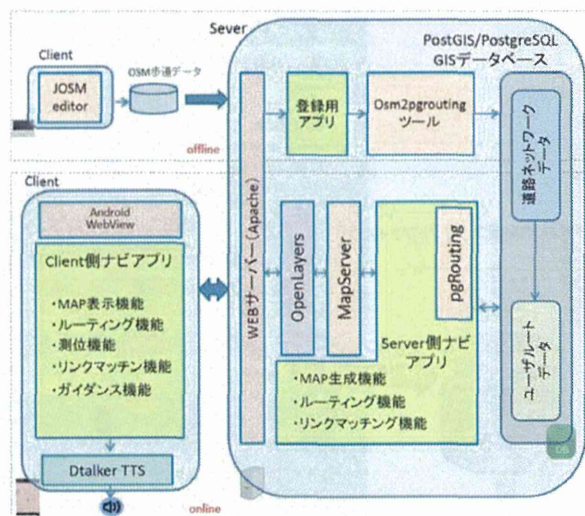 Sever
PostGIS/PostgreSQL
GISデータベース
Client
JOSM
editor
OSM歩道データ
offline
登録用
アプリ
Osm2pgrouting
ツール
道路ネットワーク
データ
Client
Android
WebView
Client側ナビアプリ
・MAP表示機能
・ルーティング機能
・測位機能
・リンクマッチン機能
・ガイダンス機能
Dtalker TTS
online
WEBサーバー(Apache)
OpenLayers
MapServer
pgRouting
Server側ナビ
アプリ
・MAP生成機能
・ルーティング機能
・リンクマッチング機能
ユーザルート
データ
DB